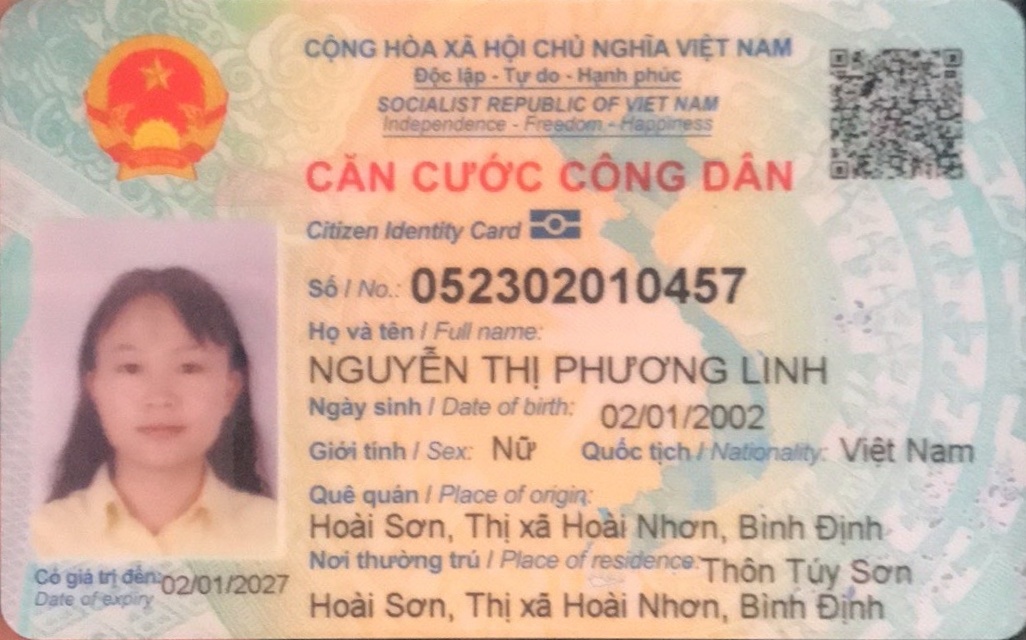 CỘNG HÒA XÃ HỘI CHỦ NGHĨA VIỆT NAM
Độc lập - Tự do - Hạnh phúc
SOCIALIST REPUBLIC OF VIET NAM
Independence - Freedom - Happiness
CĂN CƯỚC CÔNG DÂN
Citizen Identity Card
Số / No.: 052302010457
Họ và tên / Full name:
NGUYỄN THỊ PHƯƠNG LINH
Ngày sinh / Date of birth: 02/01/2002
Giới tính / Sex: Nữ Quốc tịch / Nationality: Việt Nam
Quê quán / Place of origin:
Hoài Sơn, Thị xã Hoài Nhơn, Bình Định
Nơi thường trú / Place of residence: Thôn Túy Sơn
Hoài Sơn, Thị xã Hoài Nhơn, Bình Định
Có giá trị đến: 02/01/2027
Date of expiry